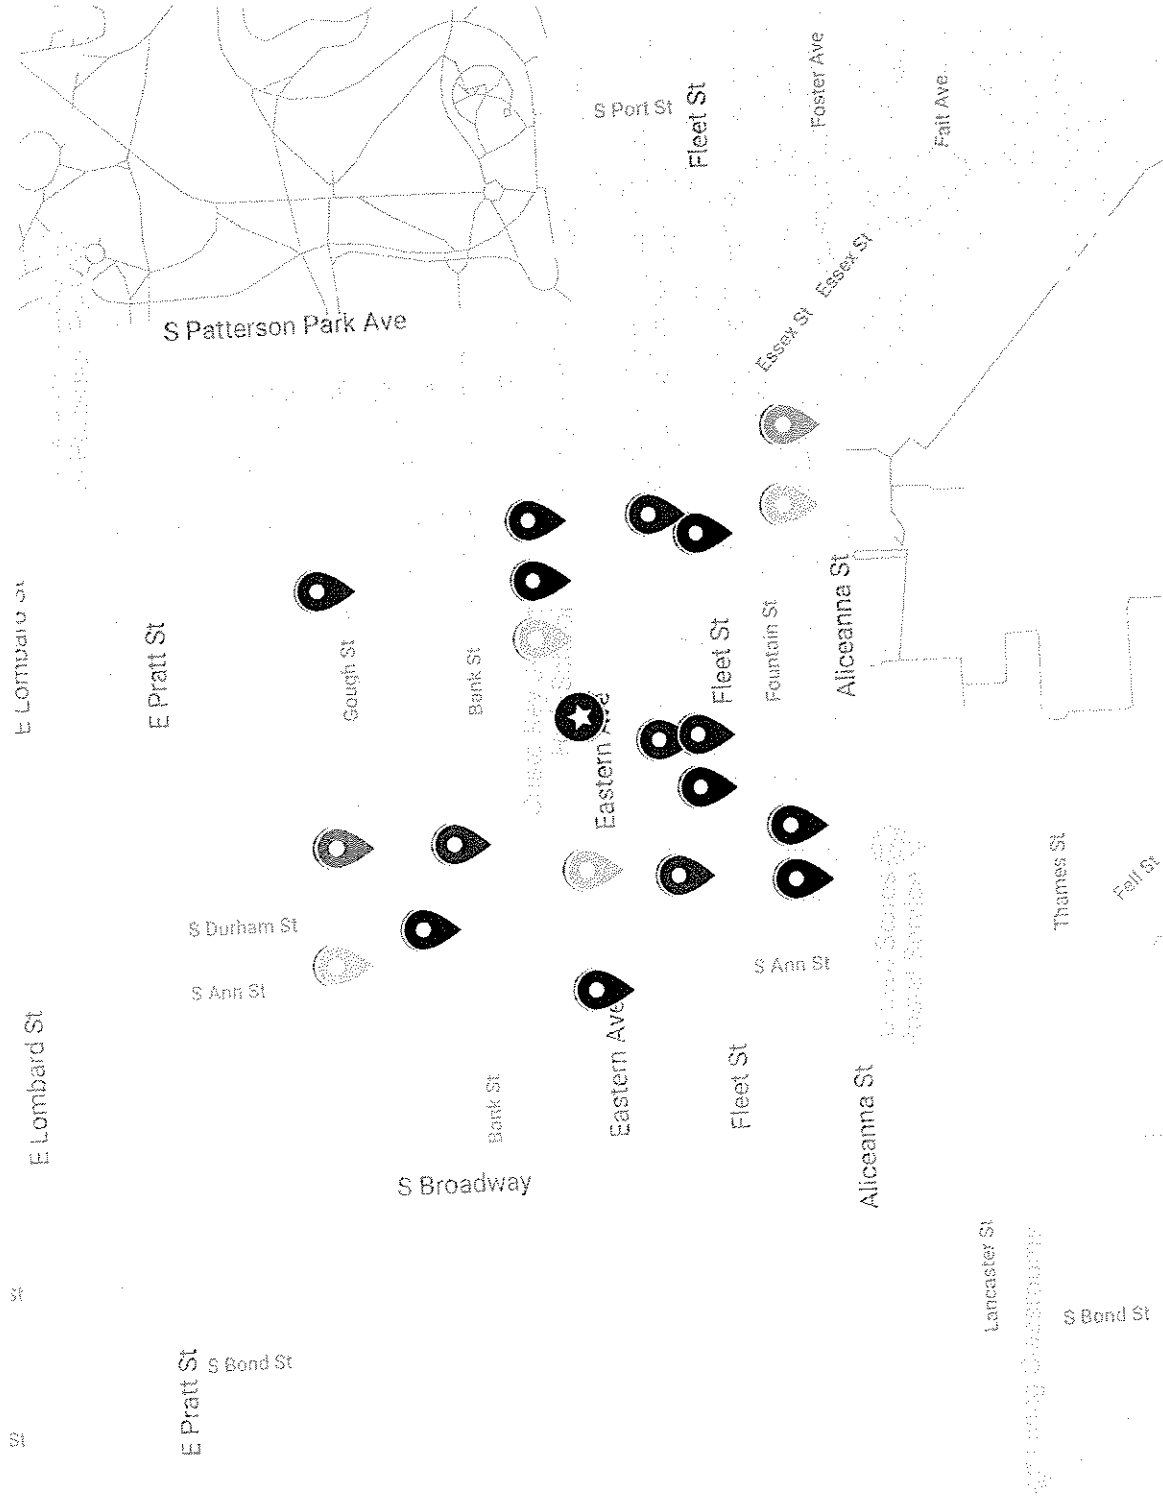 S Port St
Fleet St
Foster Ave
Fait Ave
Essex St
Essex St
S Patterson Park Ave
E Lombard St
E Pratt St
Gough St
Bank St
Eastern Ave
Fleet St
Fountain St
Aliceanna St
Thames St
Fell St
S Durham St
S Ann St
S Ann St
E Lombard St
Bank St
Eastern Ave
Fleet St
Aliceanna St
S Broadway
Lancaster St
S Bond St
St
E Pratt St
S Bond St
St